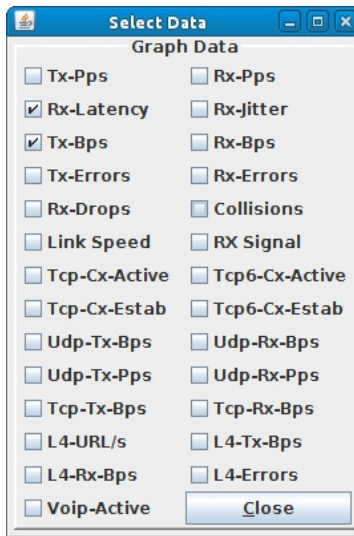 Select Data
Graph Data
Tx-Pps Rx-Pps
Rx-Latency Rx-Jitter
Tx-Bps Rx-Bps
Tx-Errors Rx-Errors
Rx-Drops Collisions
Link Speed RX Signal
Tcp-Cx-Active Tcp6-Cx-Active
Tcp-Cx-Estab Tcp6-Cx-Estab
Udp-Tx-Bps Udp-Rx-Bps
Udp-Tx-Pps Udp-Rx-Pps
Tcp-Tx-Bps Tcp-Rx-Bps
L4-URL/s L4-Tx-Bps
L4-Rx-Bps L4-Errors
Voip-Active Close